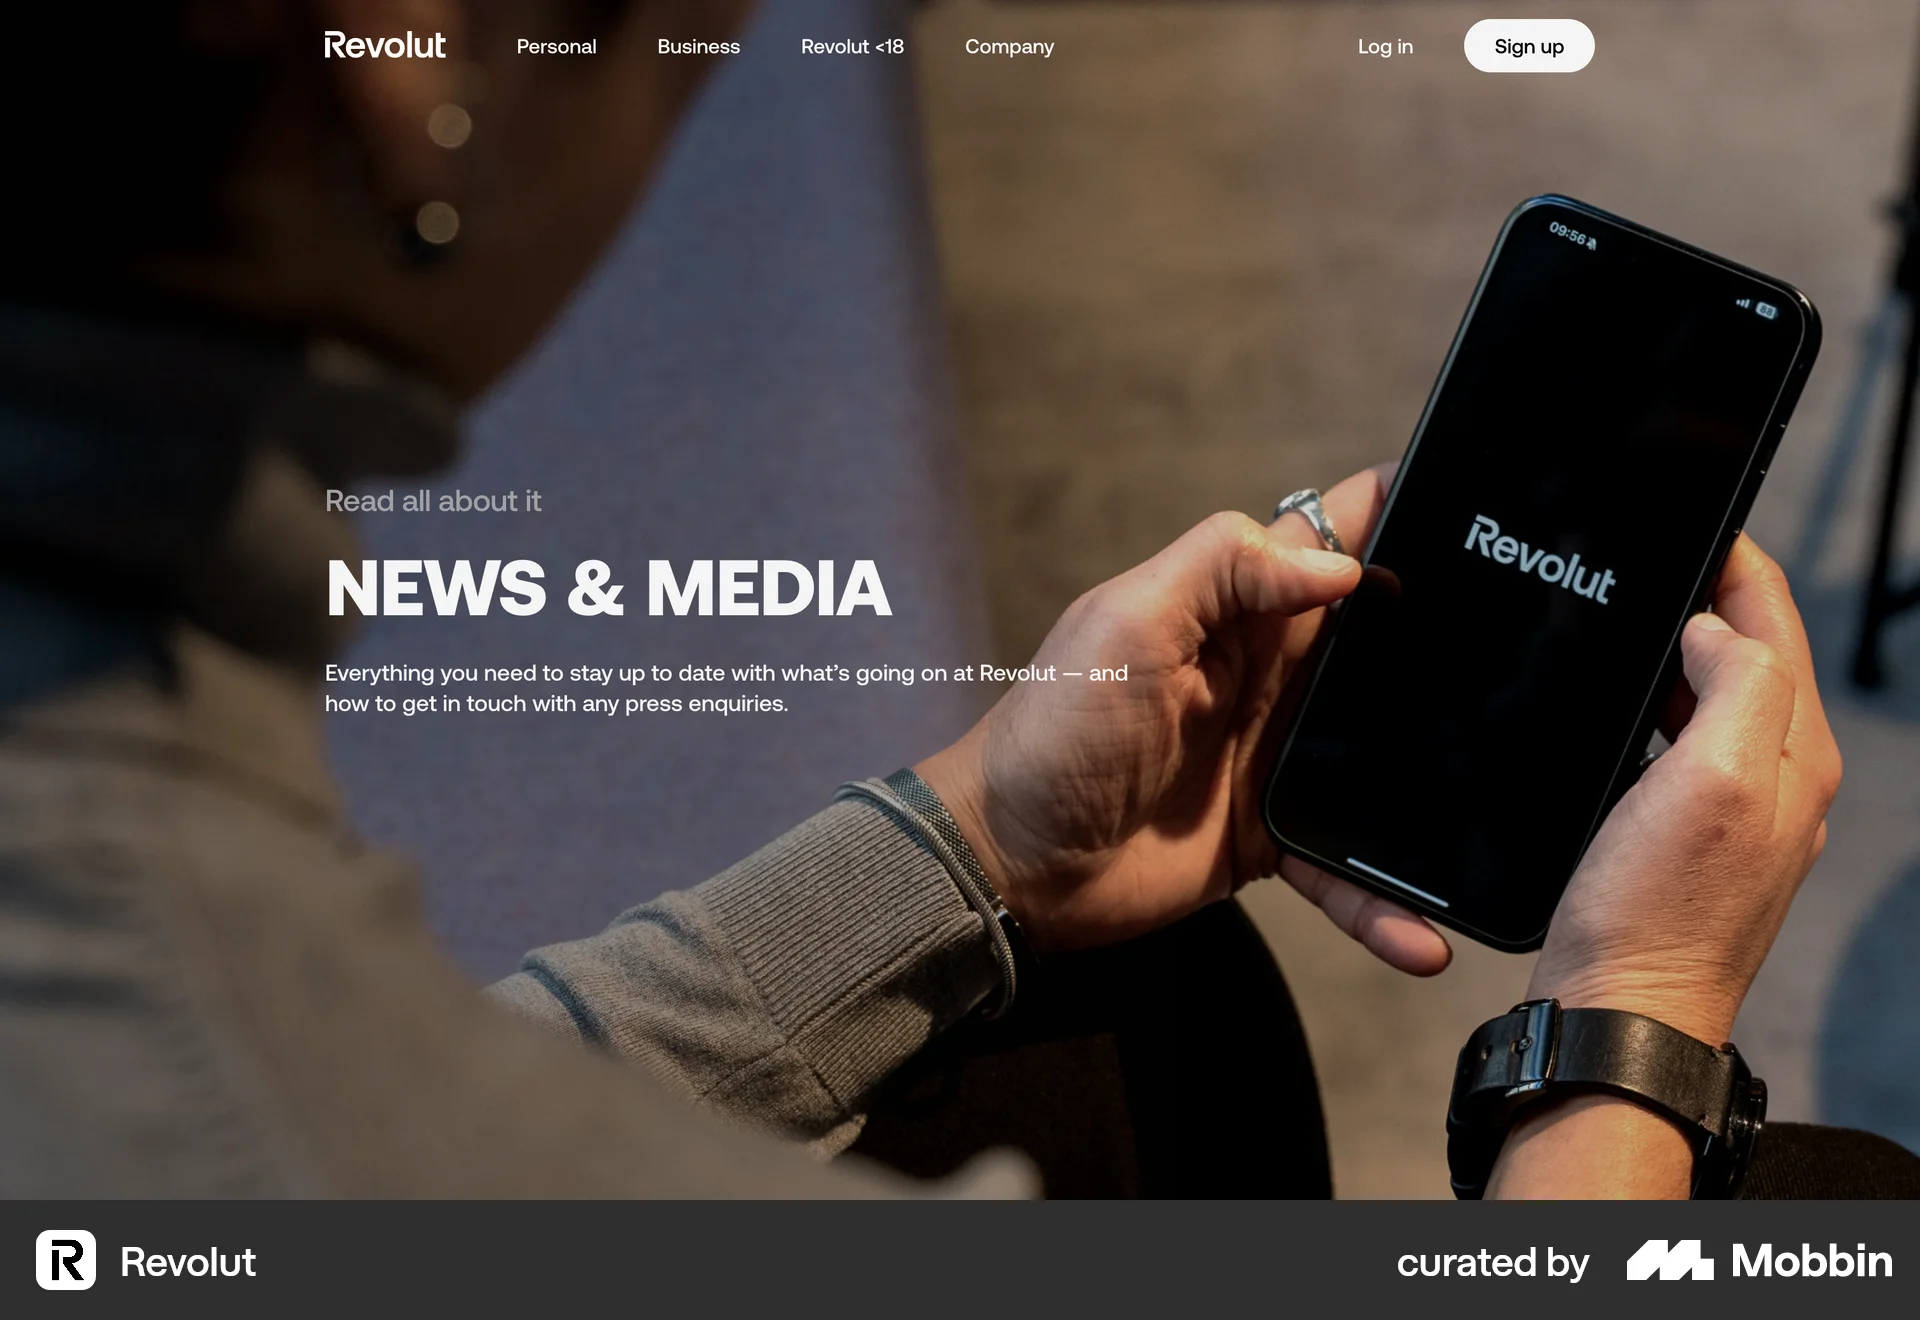 Revolut
Personal
Business
Revolut <18
Company
Log in
Sign up
09:56
58
Revolut
Read all about it
NEWS & MEDIA
Everything you need to stay up to date with what’s going on at Revolut — and
how to get in touch with any press enquiries.
R
Revolut
curated by
Mobbin